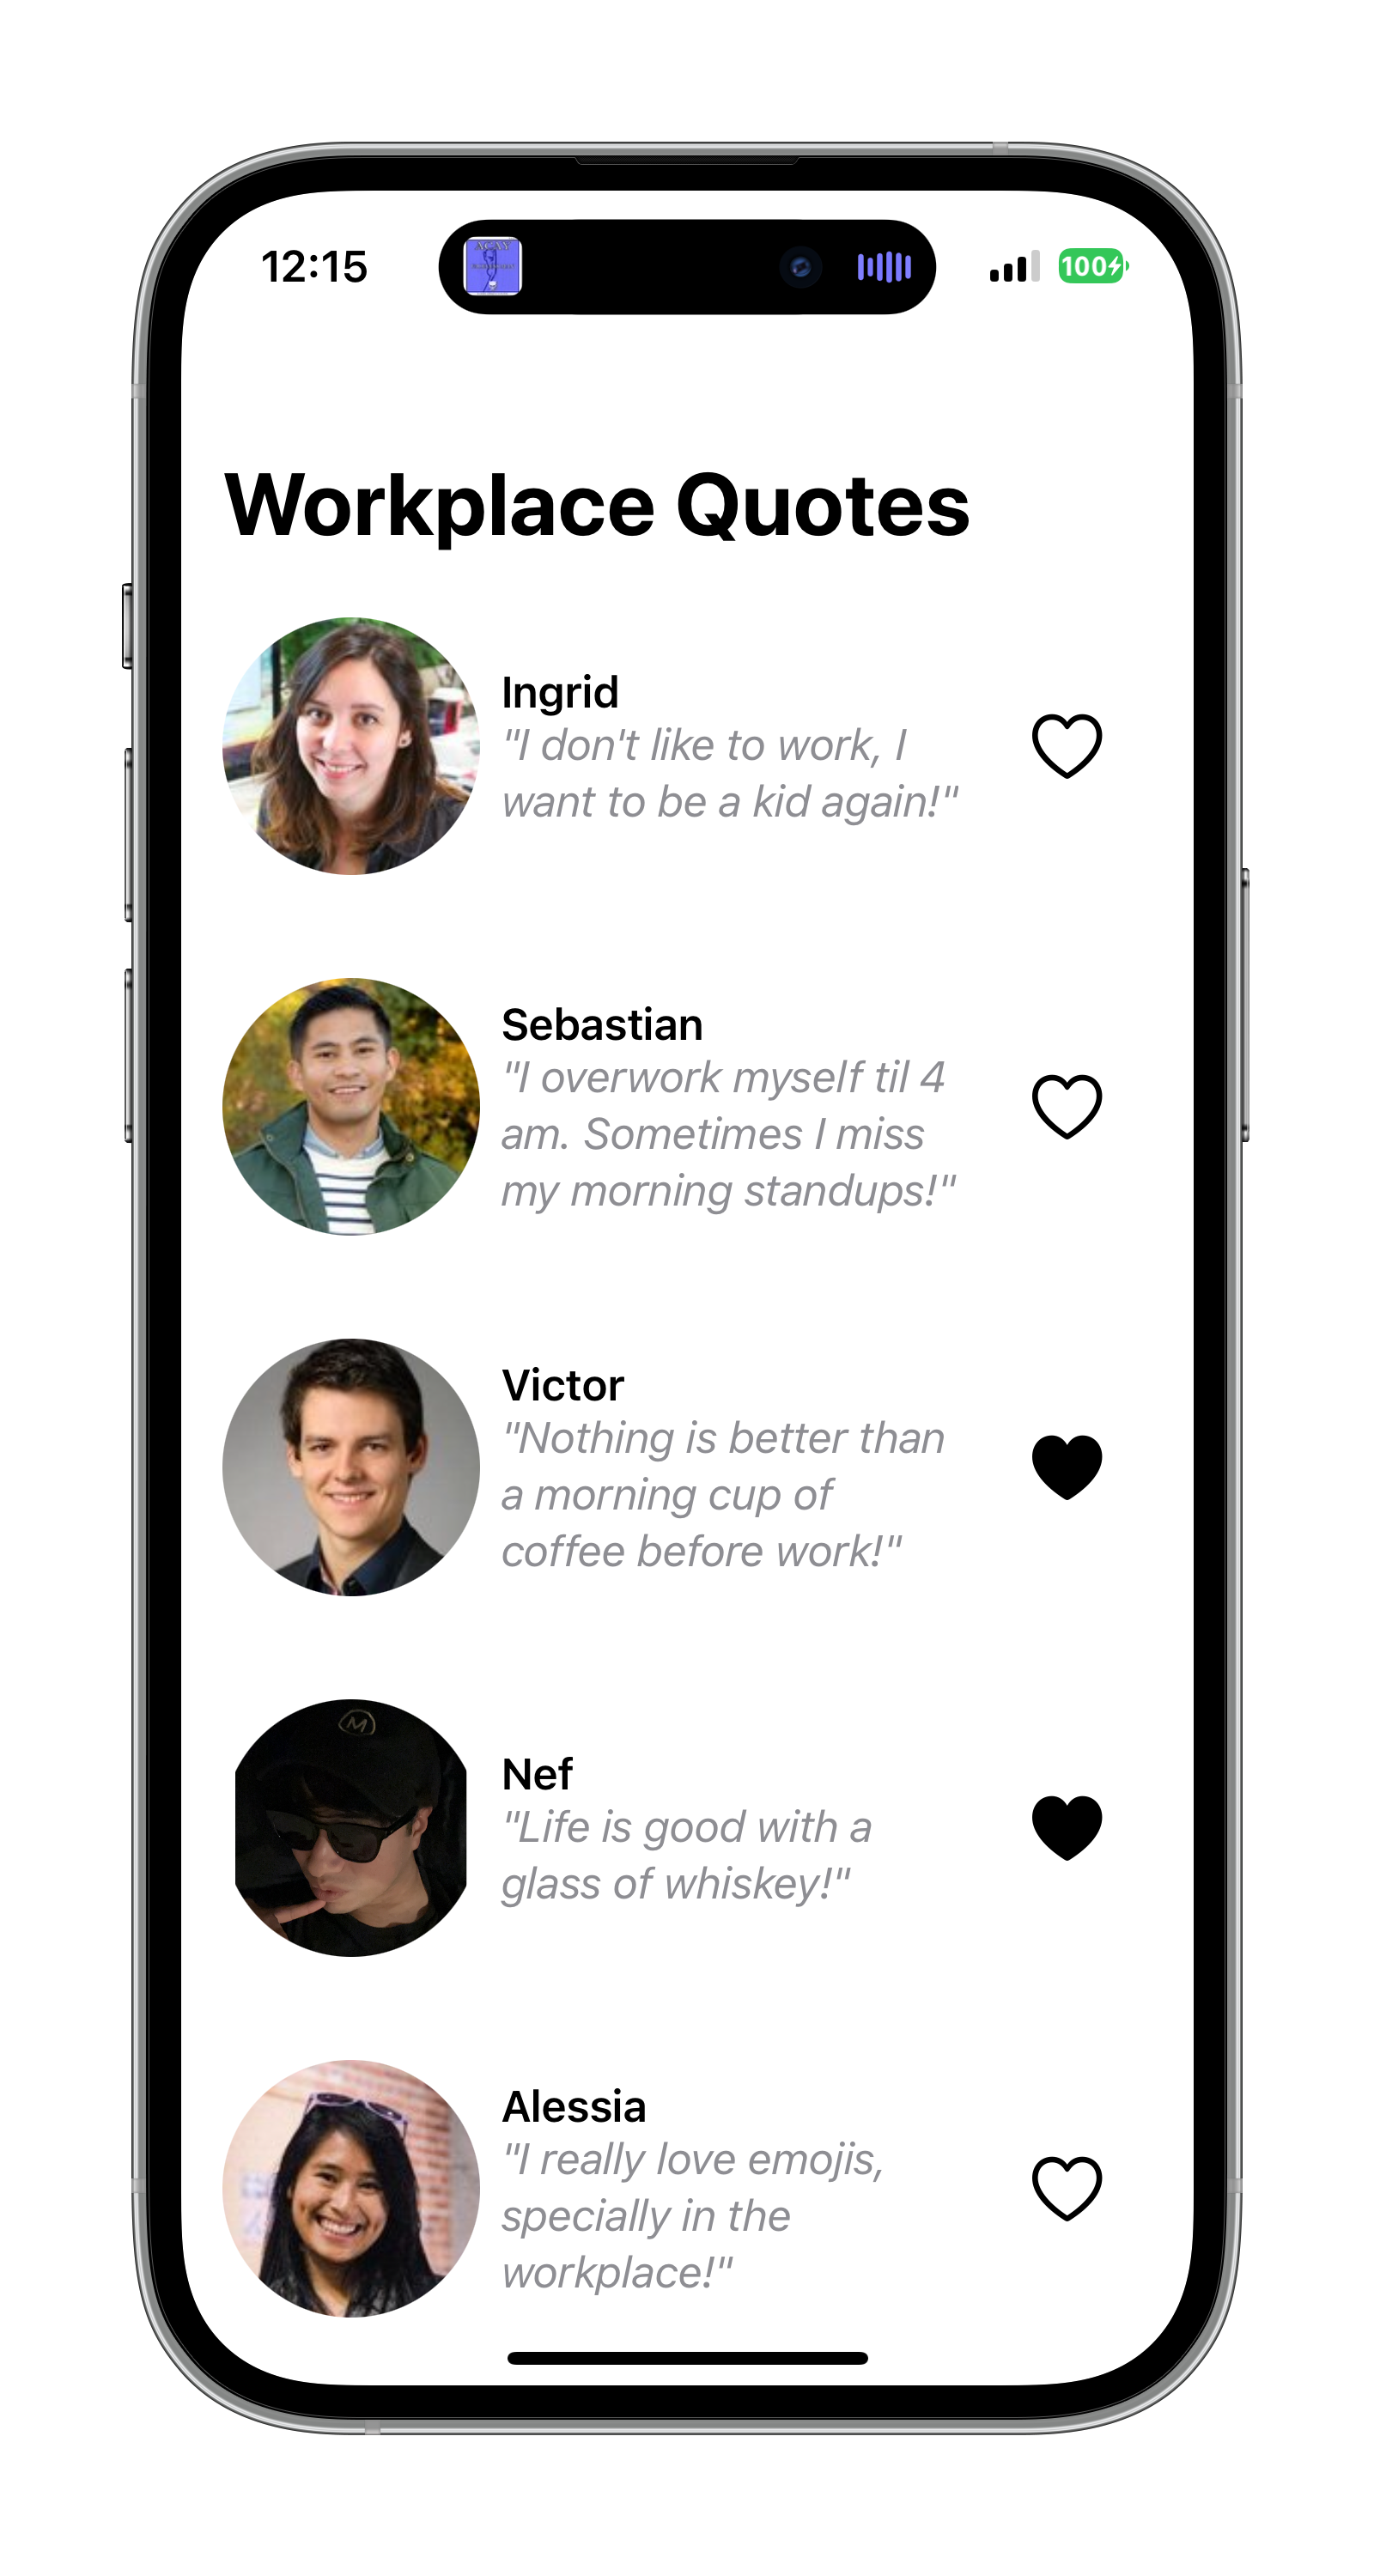 12:15
100
Workplace Quotes
Ingrid
"I don't like to work, I
want to be a kid again!"
Sebastian
"I overwork myself til 4
am. Sometimes I miss
my morning standups!"
Victor
"Nothing is better than
a morning cup of
coffee before work!"
M
Nef
"Life is good with a
glass of whiskey!"
Alessia
"I really love emojis,
specially in the
workplace!"